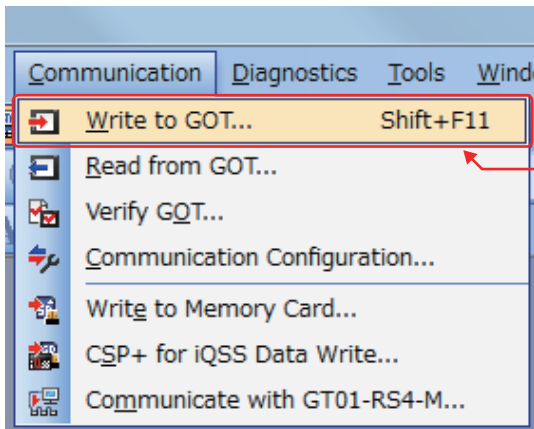 Communication Diagnostics Tools Wind
Write to GOT... Shift+F11
Read from GOT...
Verify GOT...
Communication Configuration...
Write to Memory Card...
CSP+ for iQSS Data Write...
Communicate with GT01-RS4-M...